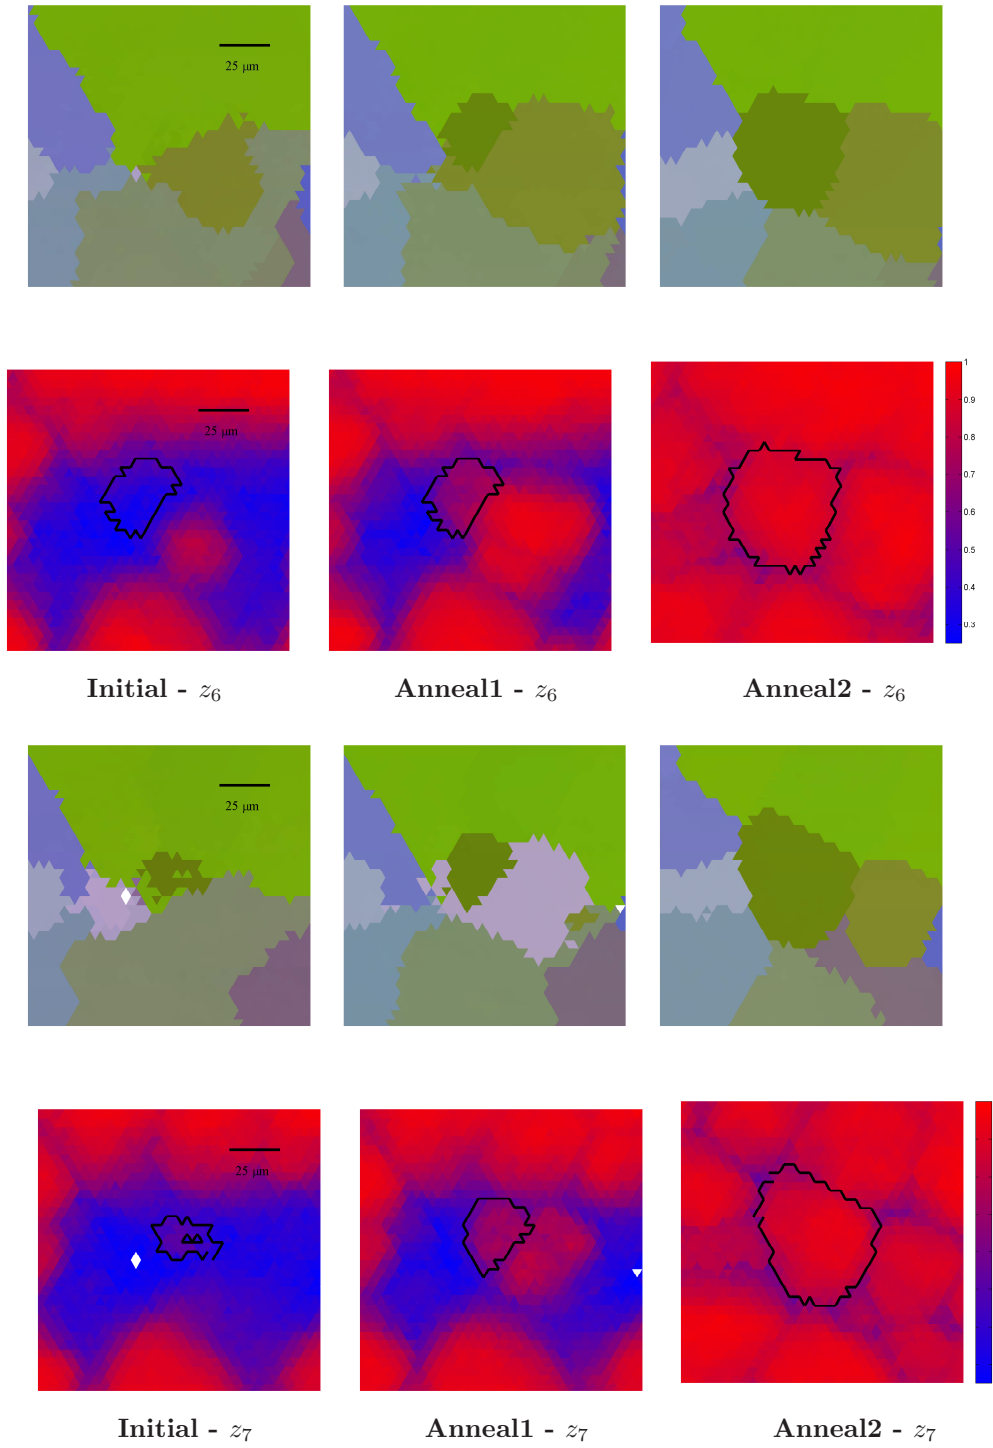 25 μm
25 μm
1
0.9
0.8
0.7
0.6
0.5
0.4
0.3
Initial - z₆ Anneal1 - z₆ Anneal2 - z₆
25 μm
25 μm
Initial - z₇ Anneal1 - z₇ Anneal2 - z₇